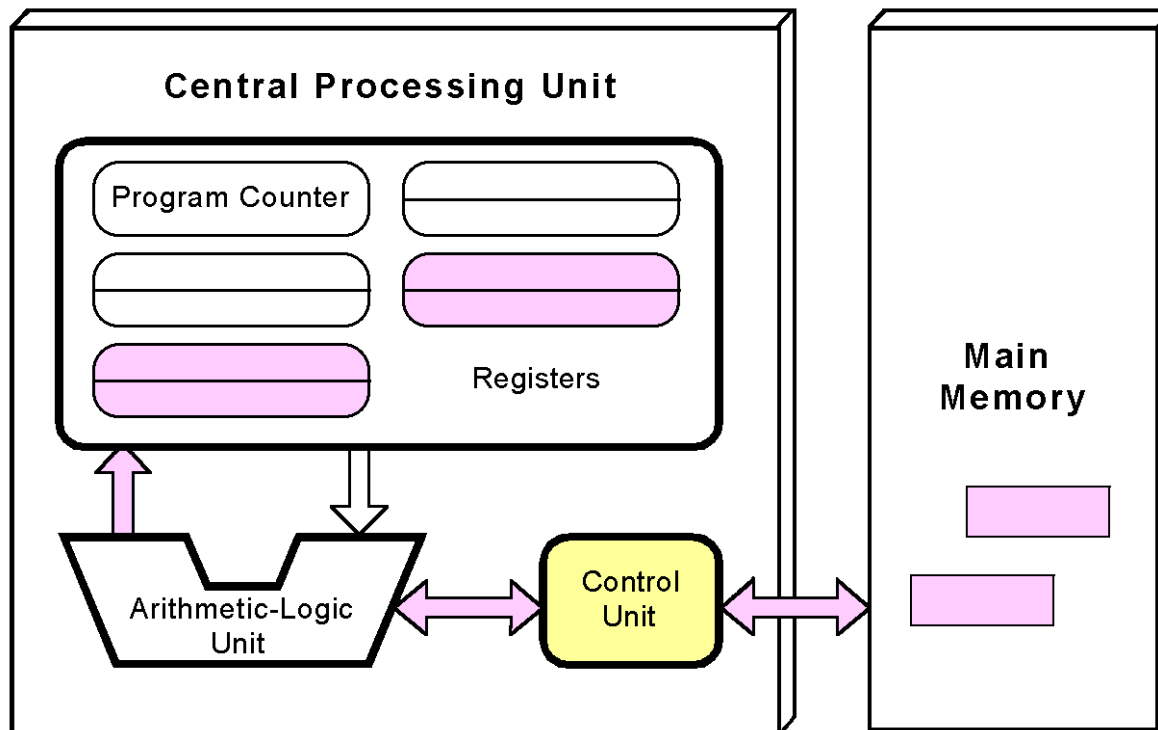 Central Processing Unit
Program Counter
Registers
Arithmetic-Logic
Unit
Control
Unit
Main
Memory